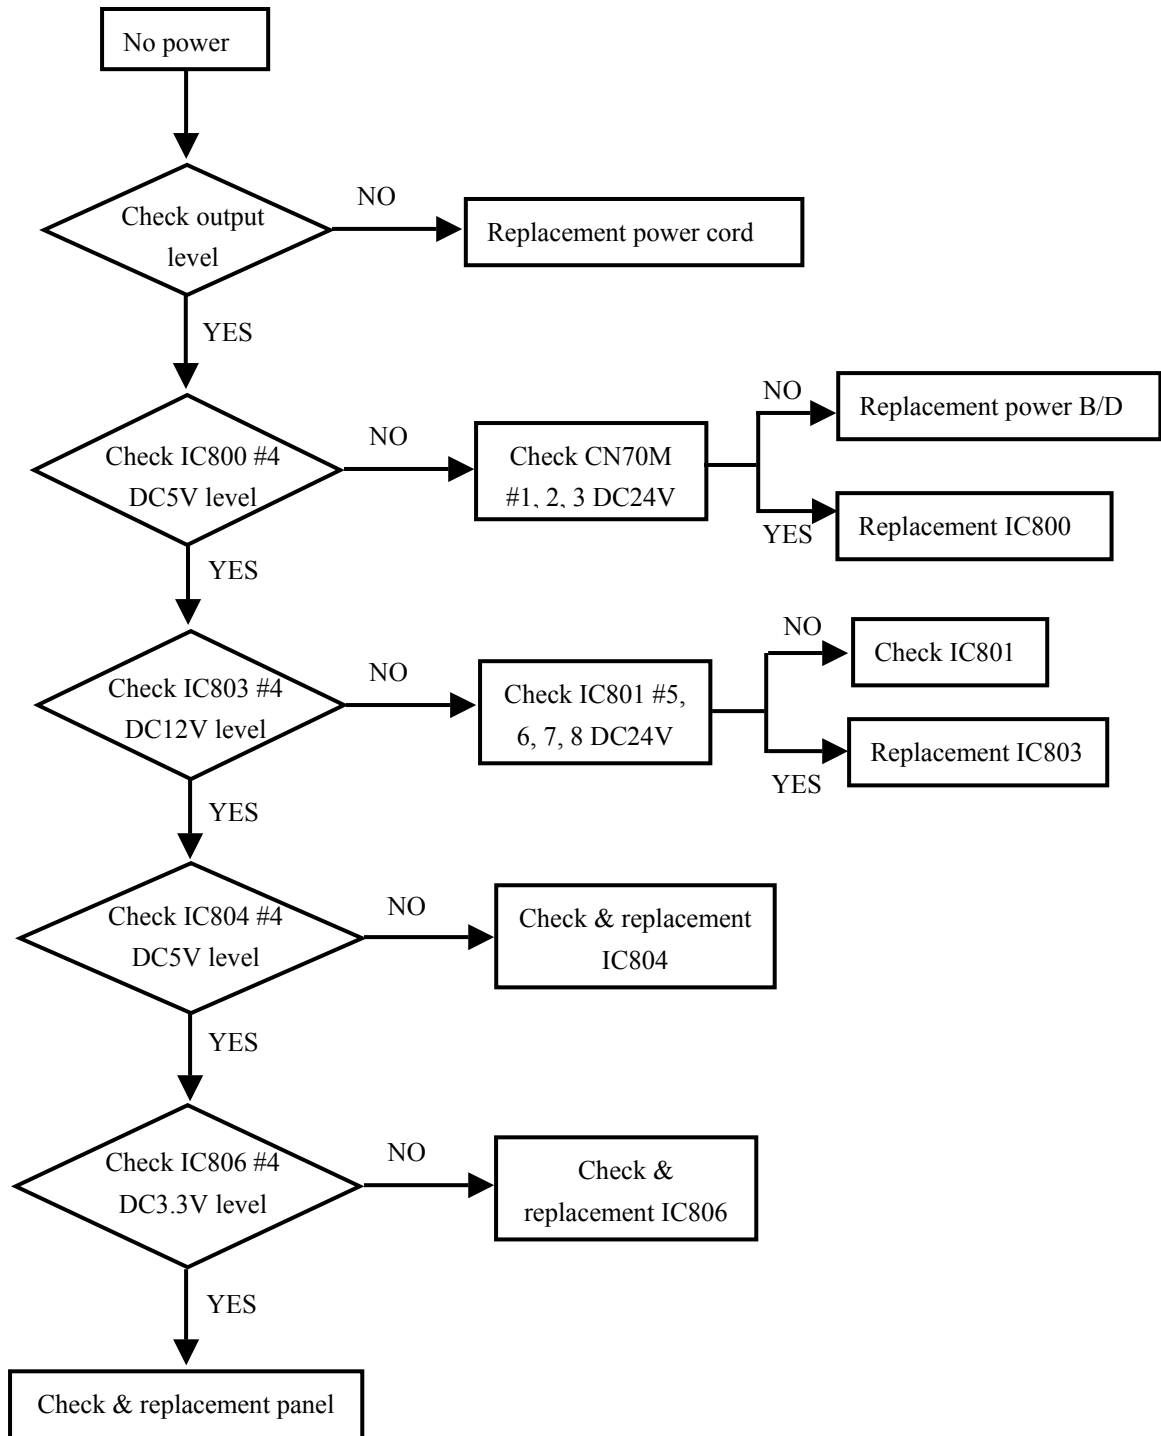 No power
Check output
level
NO
Replacement power cord
YES
Check IC800 #4
DC5V level
NO
Check CN70M
#1, 2, 3 DC24V
NO
Replacement power B/D
YES
Replacement IC800
YES
Check IC803 #4
DC12V level
NO
Check IC801 #5,
6, 7, 8 DC24V
NO
Check IC801
YES
Replacement IC803
YES
Check IC804 #4
DC5V level
NO
Check & replacement
IC804
YES
Check IC806 #4
DC3.3V level
NO
Check &
replacement IC806
YES
Check & replacement panel